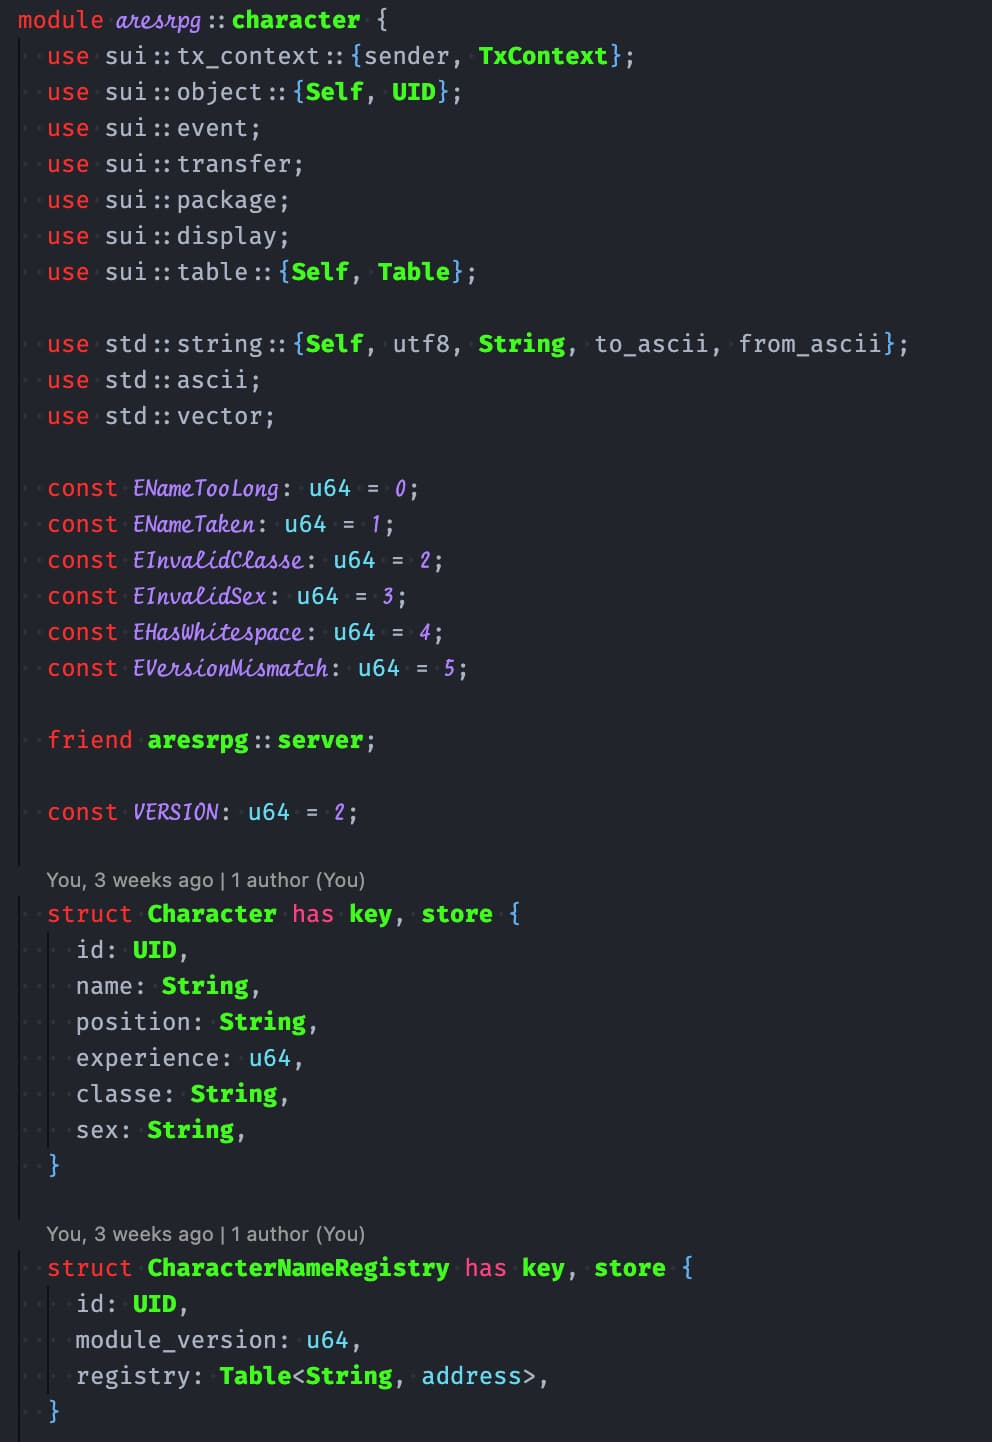 module aresrpg::character {
use sui::tx_context::{sender, TxContext};
use sui::object::{Self, UID};
use sui::event;
use sui::transfer;
use sui::package;
use sui::display;
use sui::table::{Self, Table};
use std::string::{Self, utf8, String, to_ascii, from_ascii};
use std::ascii;
use std::vector;
const ENameTooLong: u64 = 0;
const ENameTaken: u64 = 1;
const EInvalidClasse: u64 = 2;
const EInvalidSex: u64 = 3;
const EHasWhitespace: u64 = 4;
const EVersionMismatch: u64 = 5;
friend aresrpg::server;
const VERSION: u64 = 2;
You, 3 weeks ago | 1 author (You)
struct Character has key, store {
id: UID,
name: String,
position: String,
experience: u64,
classe: String,
sex: String,
}
You, 3 weeks ago | 1 author (You)
struct CharacterNameRegistry has key, store {
id: UID,
module_version: u64,
registry: Table<String, address>,
}